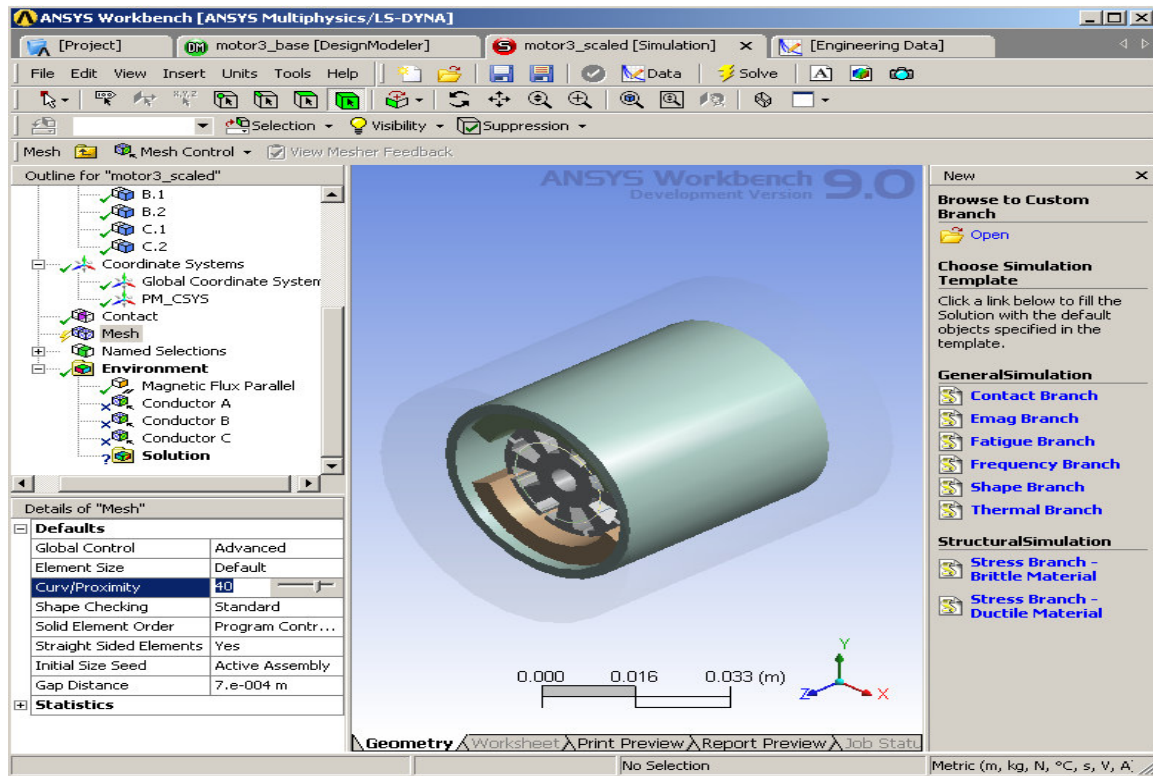 ANSYS Workbench [ANSYS Multiphysics/LS-DYNA]
[Project] motor3_base [DesignModeler] motor3_scaled [Simulation] [Engineering Data]
File Edit View Insert Units Tools Help Data Solve
Selection Visibility Suppression
Mesh Mesh Control View Mesher Feedback
Outline for "motor3_scaled"
B.1
B.2
C.1
C.2
Coordinate Systems
Global Coordinate System
PM_CSYS
Contact
Mesh
Named Selections
Environment
Magnetic Flux Parallel
Conductor A
Conductor B
Conductor C
Solution
Details of "Mesh"
Defaults
Global Control Advanced
Element Size Default
Curv/Proximity 40
Shape Checking Standard
Solid Element Order Program Contr...
Straight Sided Elements Yes
Initial Size Seed Active Assembly
Gap Distance 7.e-004 m
Statistics
ANSYS Workbench 9.0
Development Version
0.000 0.016 0.033 (m)
Y
Z X
Geometry Worksheet Print Preview Report Preview Job Statu
New
Browse to Custom
Branch
Open
Choose Simulation
Template
Click a link below to fill the
Solution with the default
objects specified in the
template.
GeneralSimulation
Contact Branch
Emag Branch
Fatigue Branch
Frequency Branch
Shape Branch
Thermal Branch
StructuralSimulation
Stress Branch -
Brittle Material
Stress Branch -
Ductile Material
No Selection Metric (m, kg, N, °C, s, V, A)